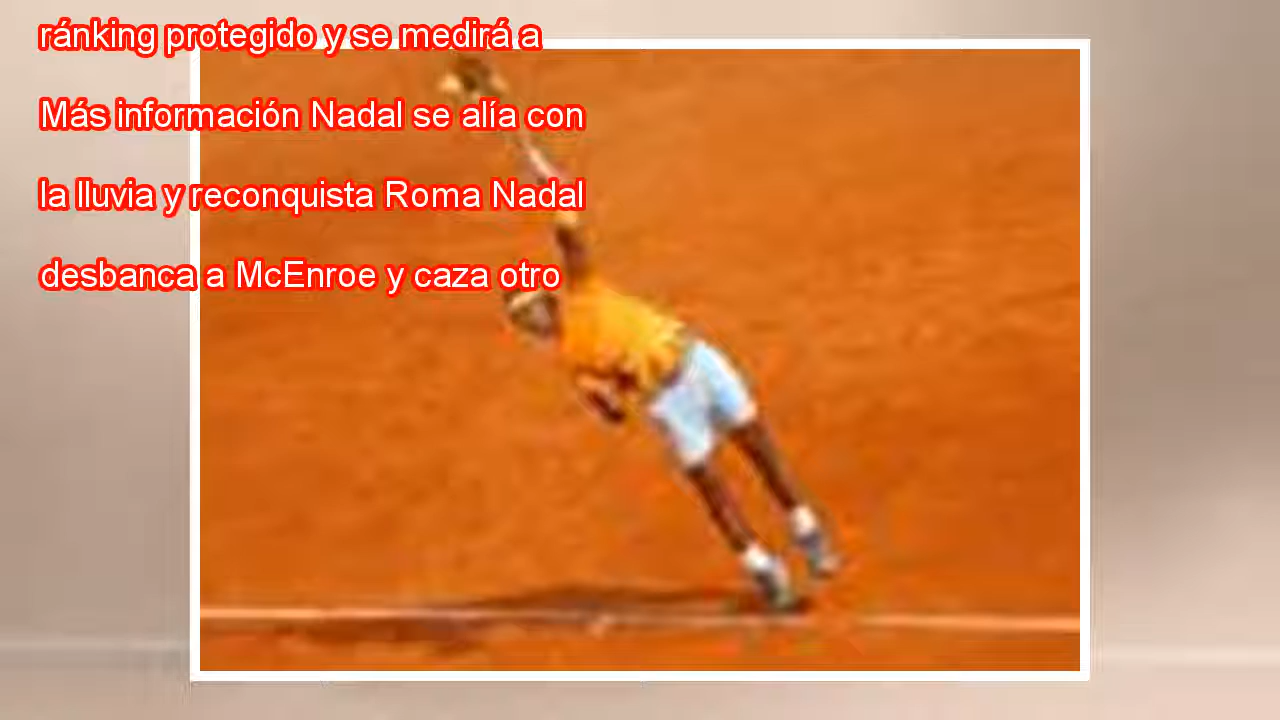 ránking protegido y se medirá a
Más información Nadal se alía con
la lluvia y reconquista Roma Nadal
desbanca a McEnroe y caza otro